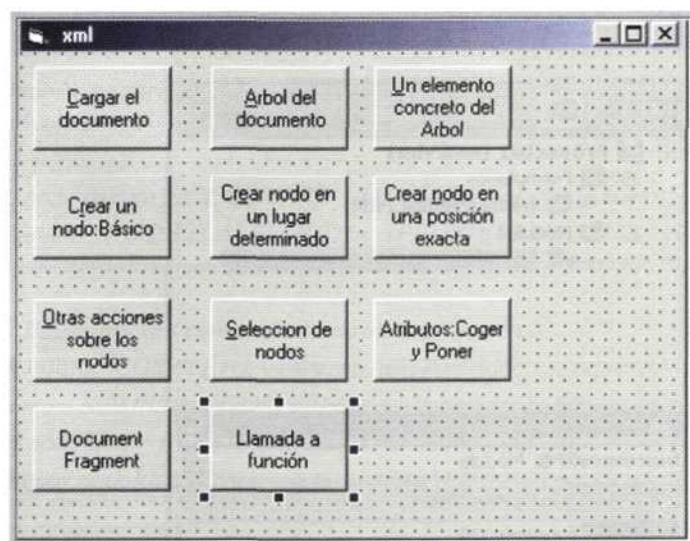 xml
Cargar el
documento
Arbol del
documento
Un elemento
concreto del
Arbol
Crear un
nodo:Básico
Crear nodo en
un lugar
determinado
Crear nodo en
una posición
exacta
Otras acciones
sobre los
nodos
Seleccion de
nodos
Atributos:Coger
y Poner
Document
Fragment
Llamada a
función